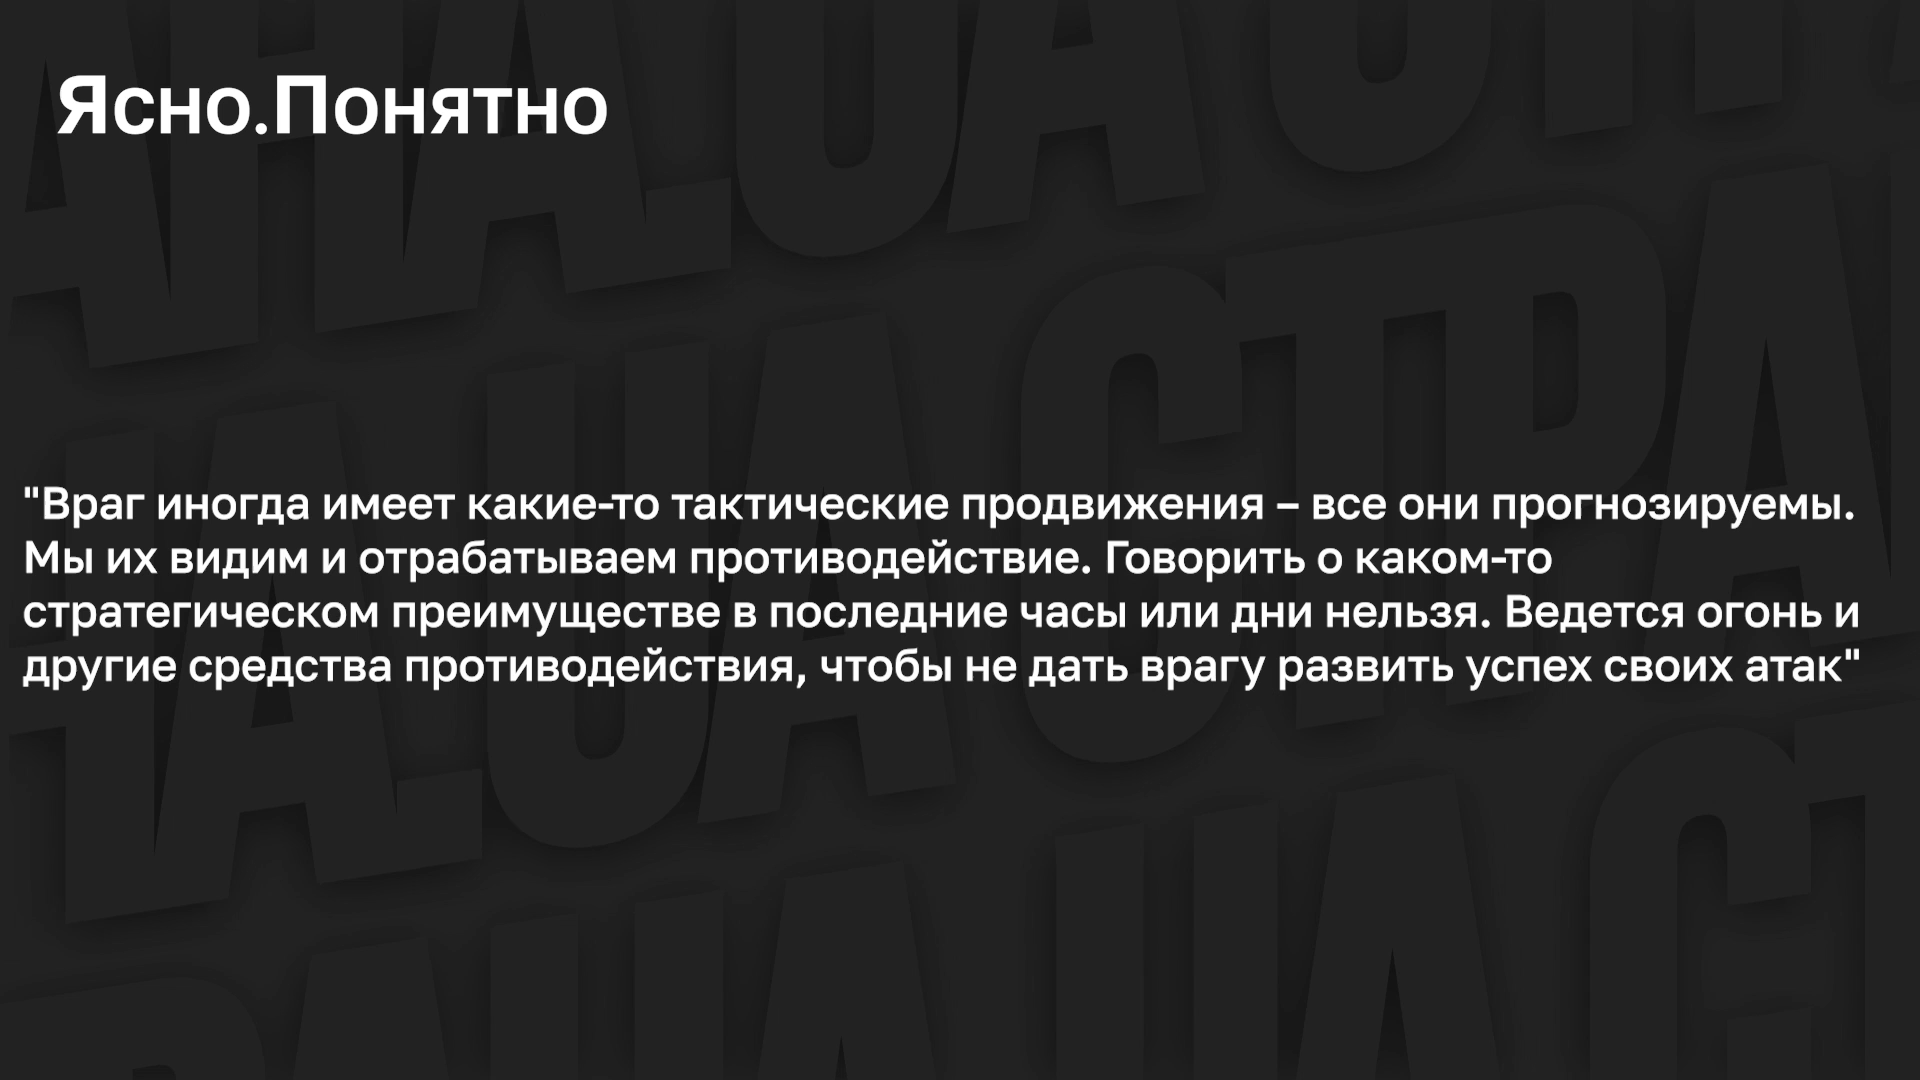 Ясно.Понятно
"Враг иногда имеет какие-то тактические продвижения – все они прогнозируемы.
Мы их видим и отрабатываем противодействие. Говорить о каком-то
стратегическом преимуществе в последние часы или дни нельзя. Ведется огонь и
другие средства противодействия, чтобы не дать врагу развить успех своих атак"